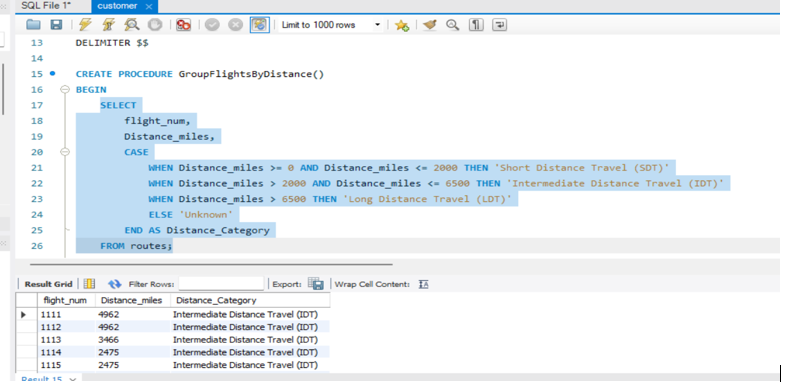 SQL File 1* customer
Limit to 1000 rows
13 DELIMITER $$
14
15 CREATE PROCEDURE GroupFlightsByDistance()
16 BEGIN
17 SELECT
18 flight_num,
19 Distance_miles,
20 CASE
21 WHEN Distance_miles >= 0 AND Distance_miles <= 2000 THEN 'Short Distance Travel (SDT)'
22 WHEN Distance_miles > 2000 AND Distance_miles <= 6500 THEN 'Intermediate Distance Travel (IDT)'
23 WHEN Distance_miles > 6500 THEN 'Long Distance Travel (LDT)'
24 ELSE 'Unknown'
25 END AS Distance_Category
26 FROM routes;
Result Grid Filter Rows: Export: Wrap Cell Content:
flight_num Distance_miles Distance_Category
1111 4962 Intermediate Distance Travel (IDT)
1112 4962 Intermediate Distance Travel (IDT)
1113 3466 Intermediate Distance Travel (IDT)
1114 2475 Intermediate Distance Travel (IDT)
1115 2475 Intermediate Distance Travel (IDT)
Result 15